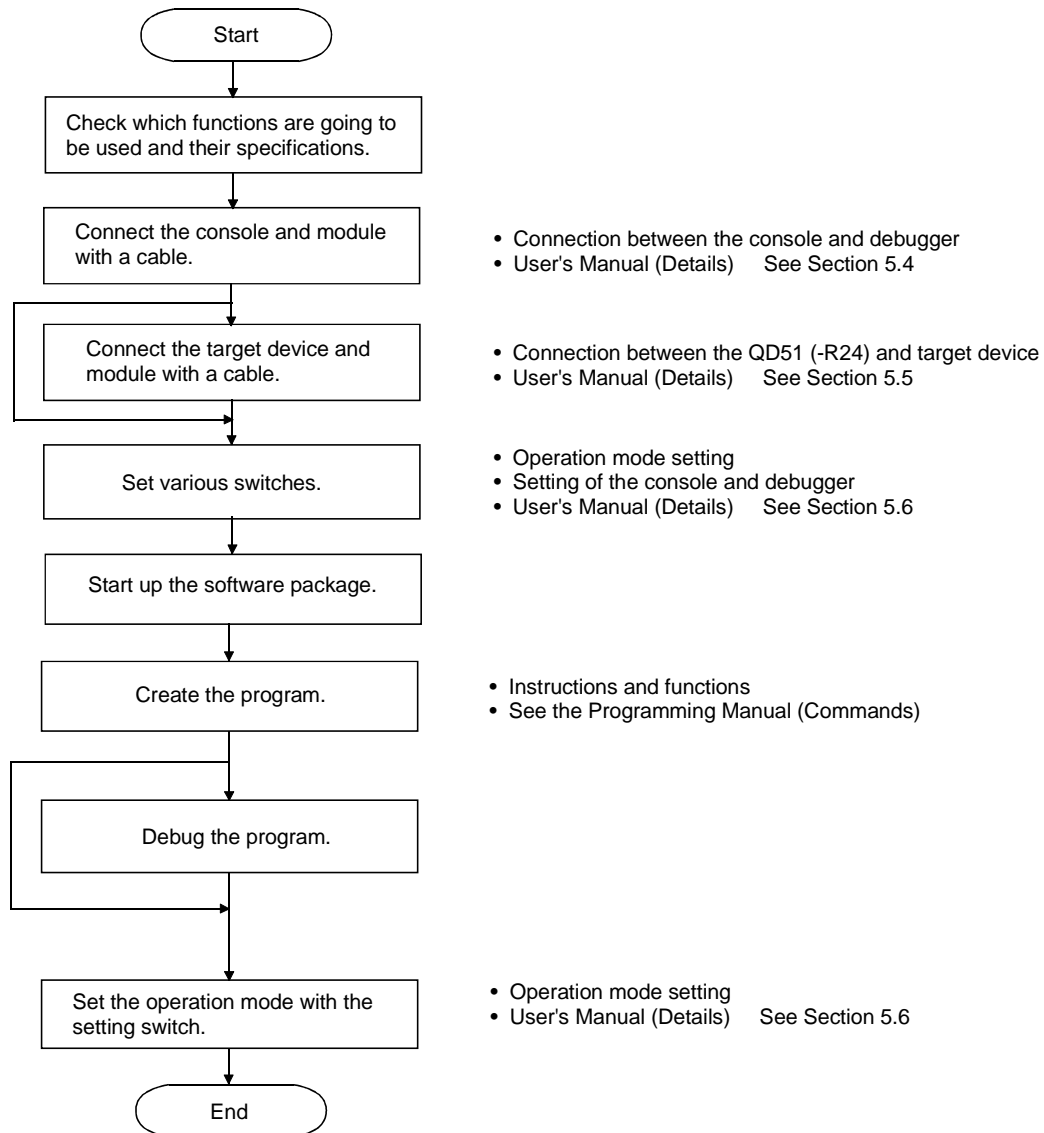 Start
Check which functions are going to
be used and their specifications.
Connect the console and module
with a cable.
• Connection between the console and debugger
• User's Manual (Details) See Section 5.4
Connect the target device and
module with a cable.
• Connection between the QD51 (-R24) and target device
• User's Manual (Details) See Section 5.5
Set various switches.
• Operation mode setting
• Setting of the console and debugger
• User's Manual (Details) See Section 5.6
Start up the software package.
Create the program.
• Instructions and functions
• See the Programming Manual (Commands)
Debug the program.
Set the operation mode with the
setting switch.
• Operation mode setting
• User's Manual (Details) See Section 5.6
End